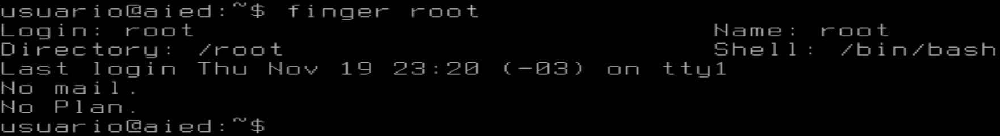 usuario@aied:~$ finger root
Login: root Name: root
Directory: /root Shell: /bin/bash
Last login Thu Nov 19 23:20 (-03) on tty1
No mail.
No Plan.
usuario@aied:~$